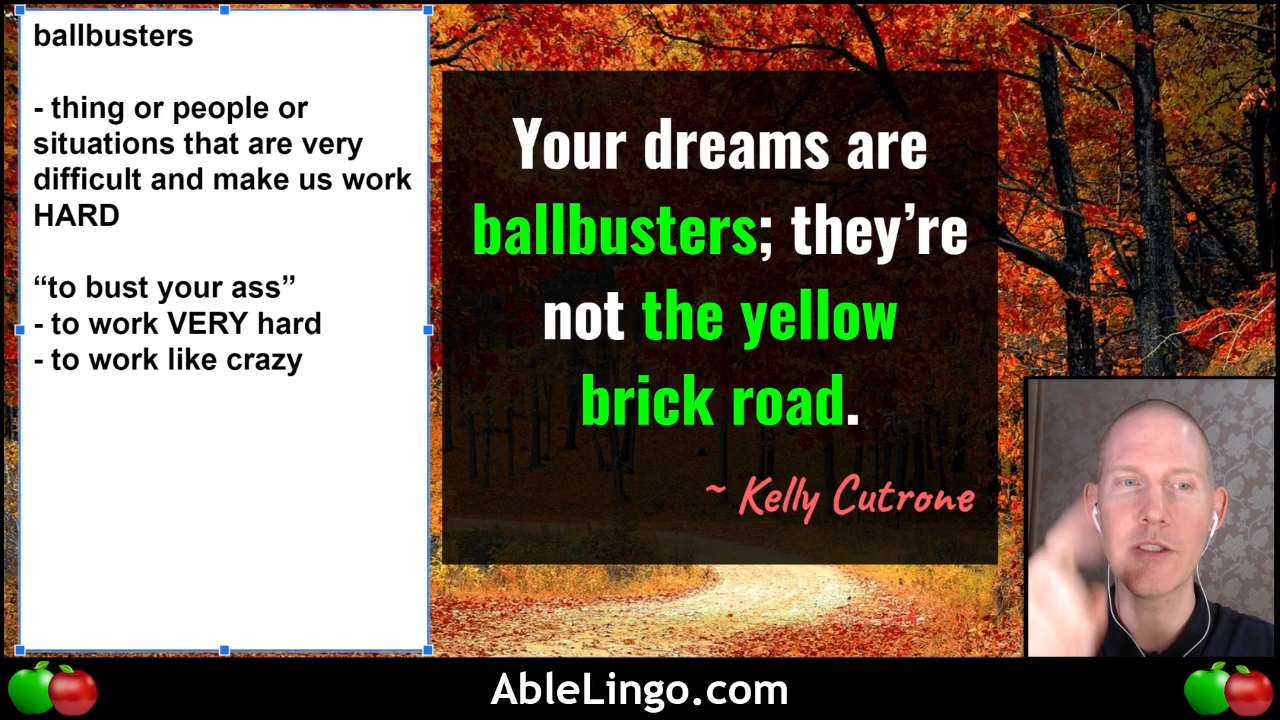 ballbusters
- thing or people or
situations that are very
difficult and make us work
HARD
“to bust your ass”
- to work VERY hard
- to work like crazy
Your dreams are
ballbusters; they’re
not the yellow
brick road.
~ Kelly Cutrone
AbleLingo.com